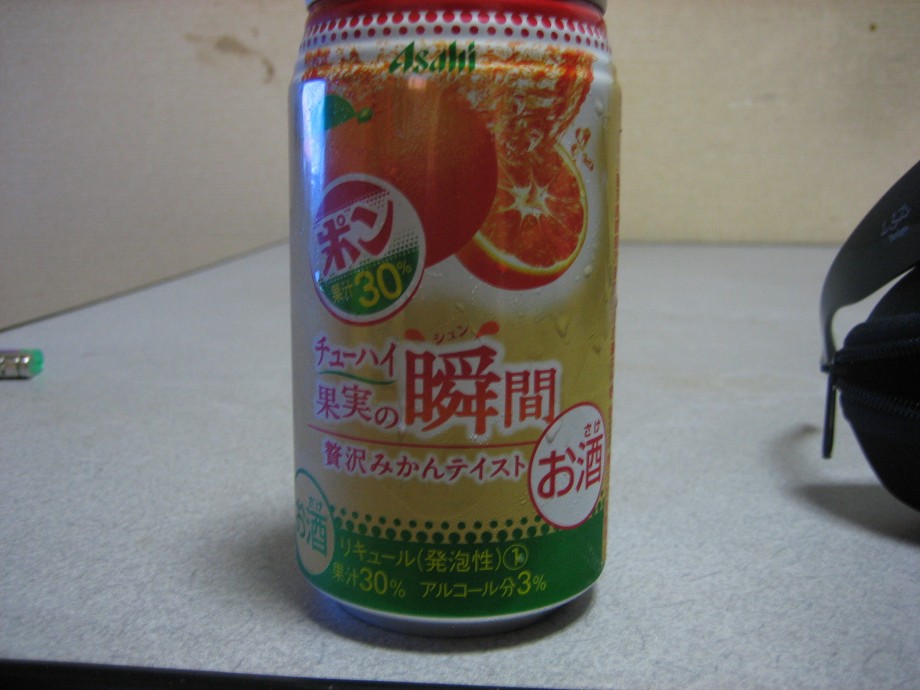 Asahi
ポン
果汁30%
シュン
チューハイ
果実の瞬間
贅沢みかんテイスト
さけ
お酒
さけ
お酒
リキュール(発泡性)①
果汁30% アルコール分3%